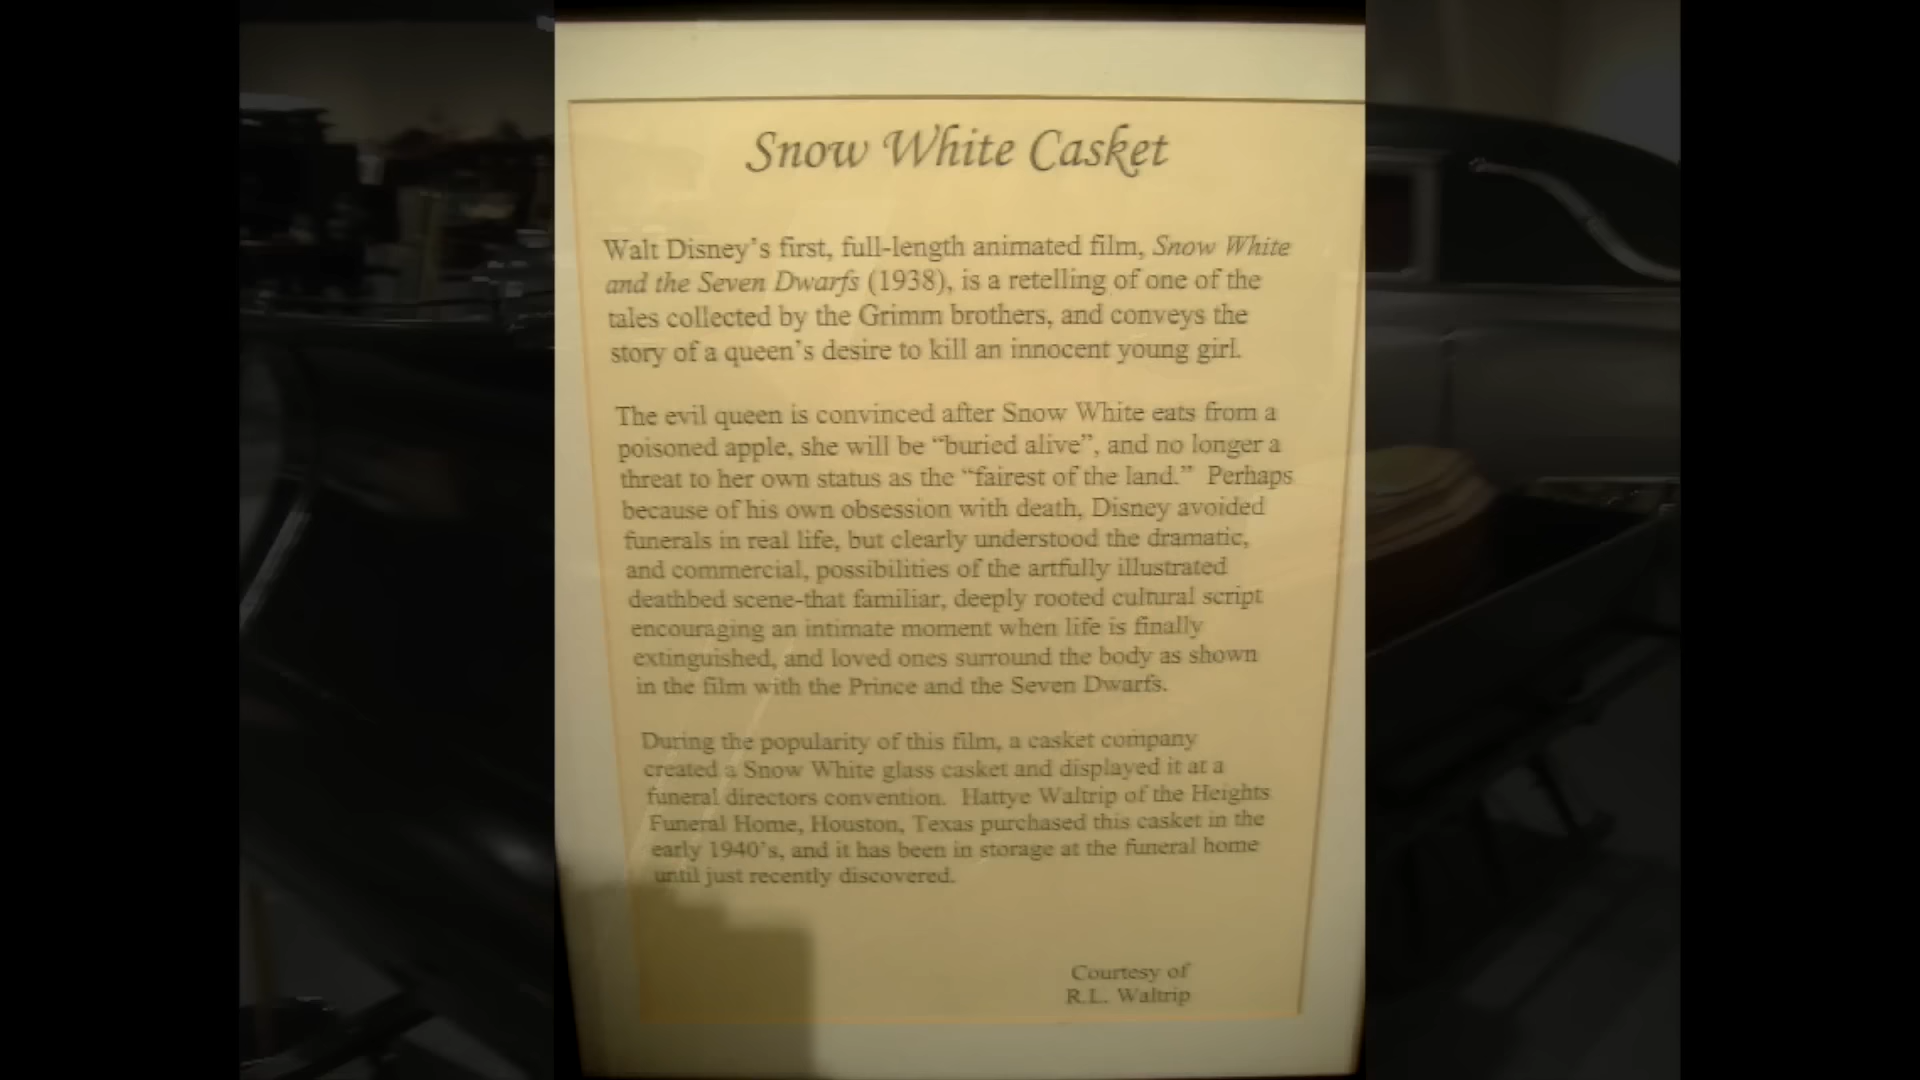 Snow White Casket
Walt Disney's first, full-length animated film, Snow White
and the Seven Dwarfs (1938), is a retelling of one of the
tales collected by the Grimm brothers, and conveys the
story of a queen's desire to kill an innocent young girl.
The evil queen is convinced after Snow White eats from a
poisoned apple, she will be “buried alive”, and no longer a
threat to her own status as the “fairest of the land.” Perhaps
because of his own obsession with death, Disney avoided
funerals in real life, but clearly understood the dramatic,
and commercial, possibilities of the artfully illustrated
deathbed scene-that familiar, deeply rooted cultural script
encouraging an intimate moment when life is finally
extinguished, and loved ones surround the body as shown
in the film with the Prince and the Seven Dwarfs.
During the popularity of this film, a casket company
created a Snow White glass casket and displayed it at a
funeral directors convention. Hattye Waltrip of the Heights
Funeral Home, Houston, Texas purchased this casket in the
early 1940's, and it has been in storage at the funeral home
until just recently discovered.
Courtesy of
R.L. Waltrip